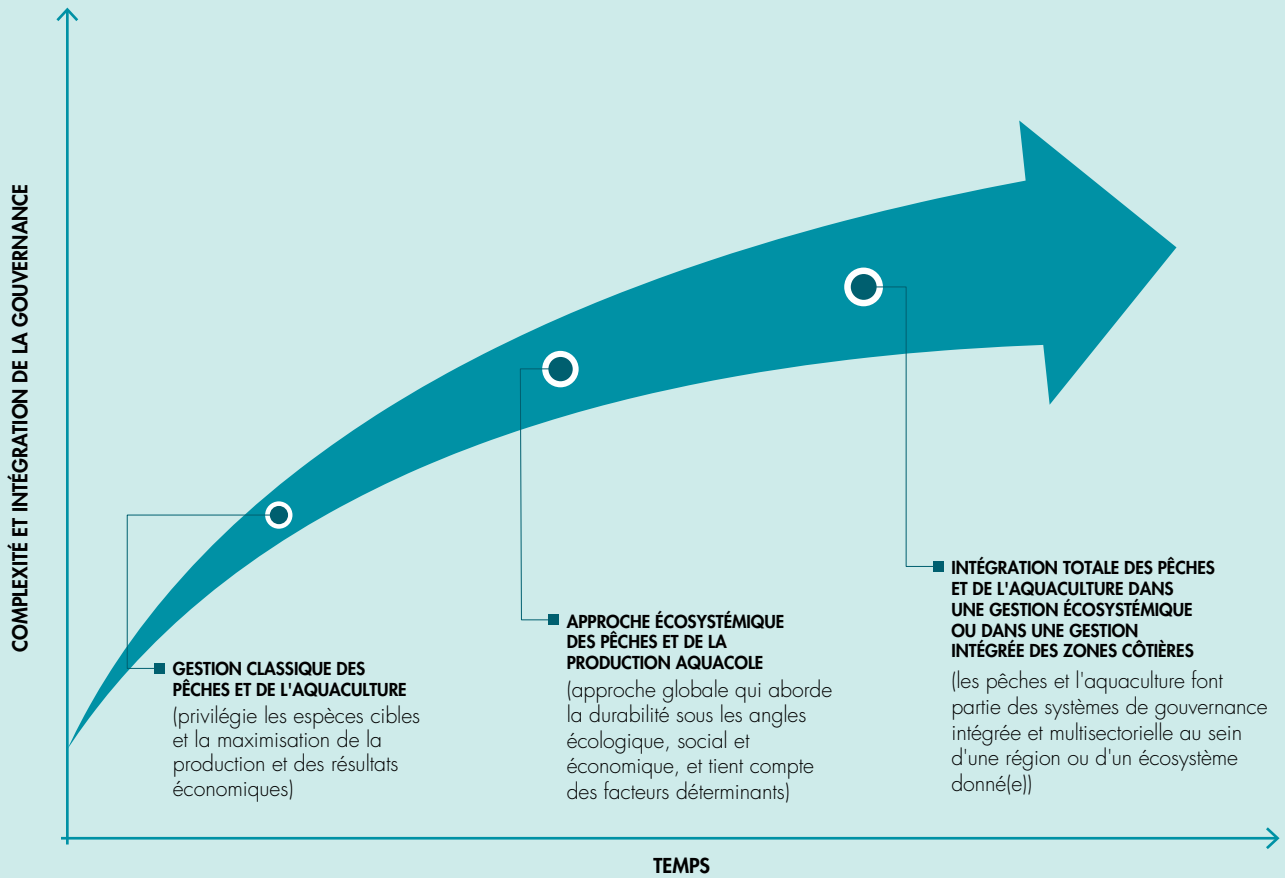 COMPLEXITÉ ET INTÉGRATION DE LA GOUVERNANCE
GESTION CLASSIQUE DES
PÊCHES ET DE L'AQUACULTURE
(privilégie les espèces cibles
et la maximisation de la
production et des résultats
économiques)
APPROCHE ÉCOSYSTÉMIQUE
DES PÊCHES ET DE LA
PRODUCTION AQUACOLE
(approche globale qui aborde
la durabilité sous les angles
écologique, social et
économique, et tient compte
des facteurs déterminants)
INTÉGRATION TOTALE DES PÊCHES
ET DE L'AQUACULTURE DANS
UNE GESTION ÉCOSYSTÉMIQUE
OU DANS UNE GESTION
INTÉGRÉE DES ZONES CÔTIÈRES
(les pêches et l'aquaculture font
partie des systèmes de gouvernance
intégrée et multisectorielle au sein
d'une région ou d'un écosystème
donné(e))
TEMPS